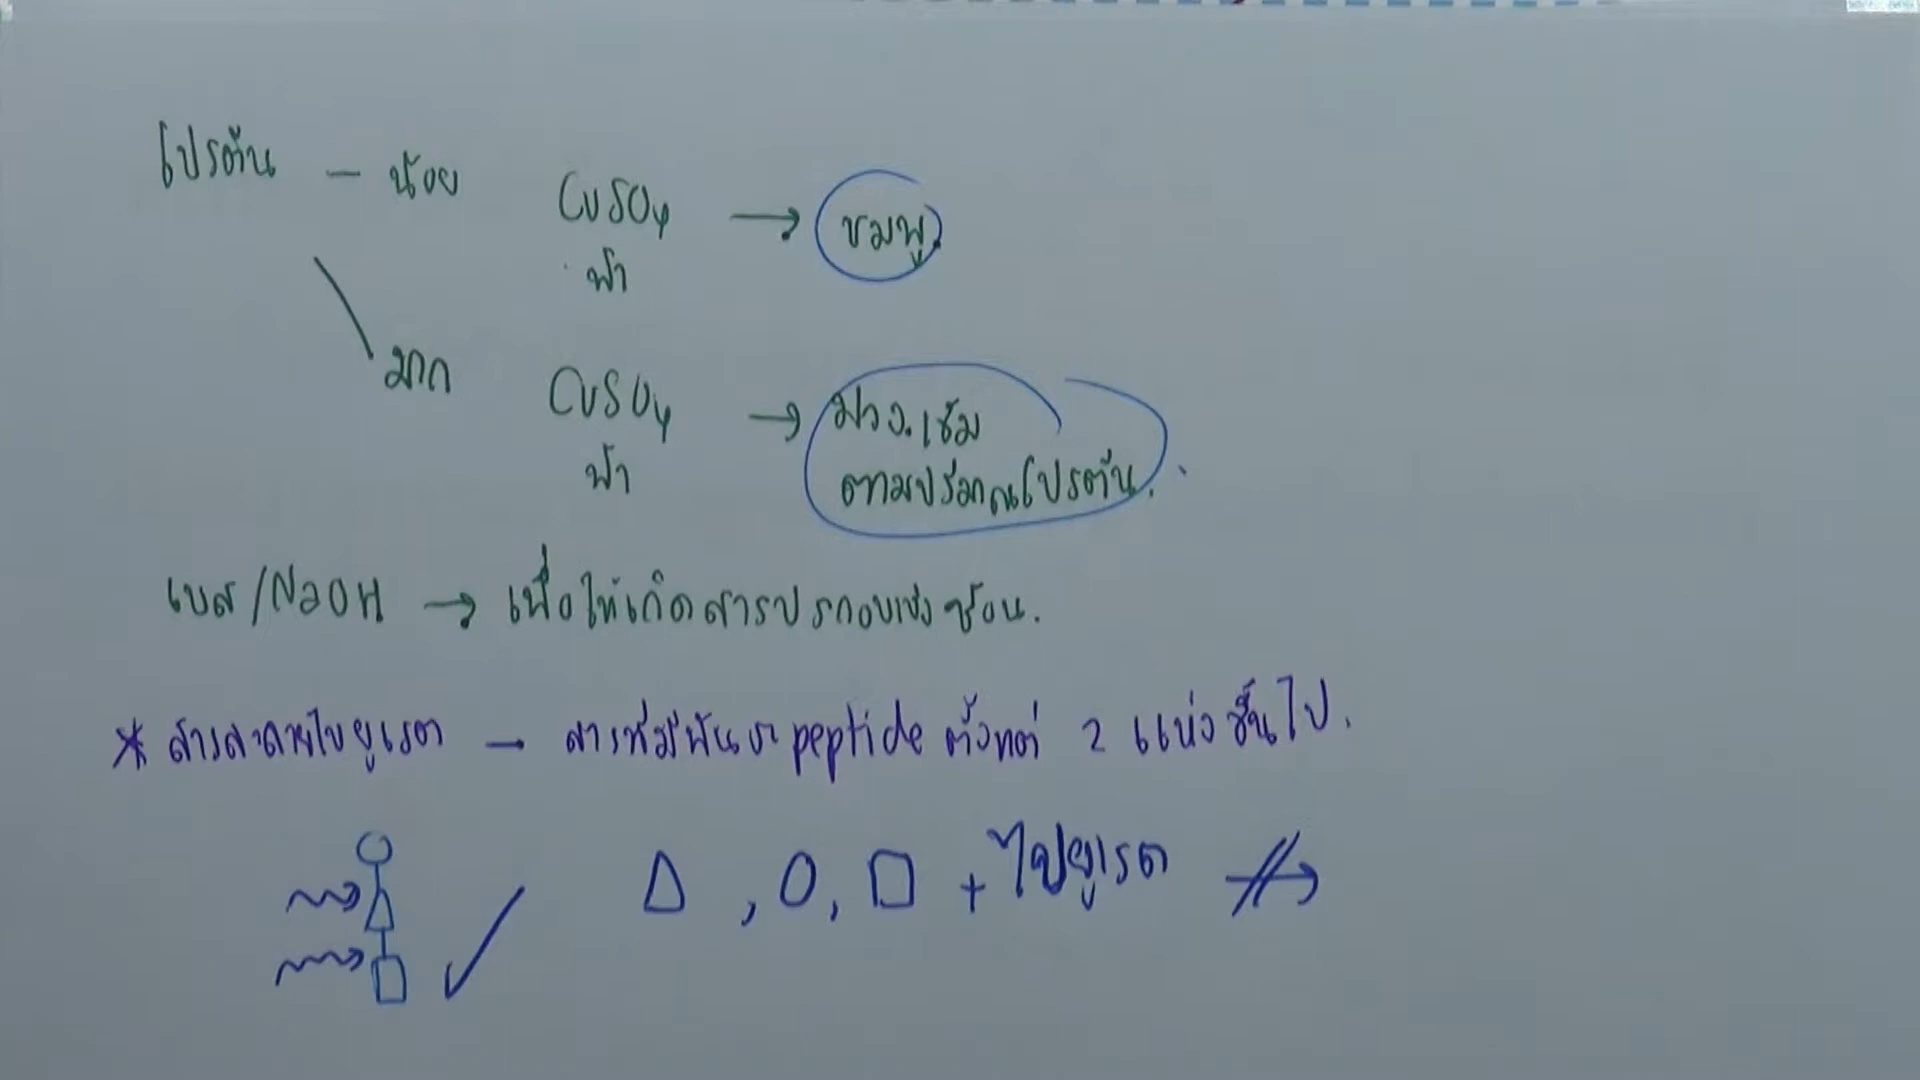 โปรตีน – น้อย CuSO4 → ชมพู
ฟ้า
มาก CuSO4 → ม่วงเข้ม
ฟ้า ตามปริมาณโปรตีน.
เบส/NaOH → เพื่อให้เกิดสารประกอบเชิงซ้อน.
* สารละลายไบยูเรต – สารที่มีพันธะ peptide ตั้งแต่ 2 แห่งขึ้นไป.
, , + ไบยูเรต